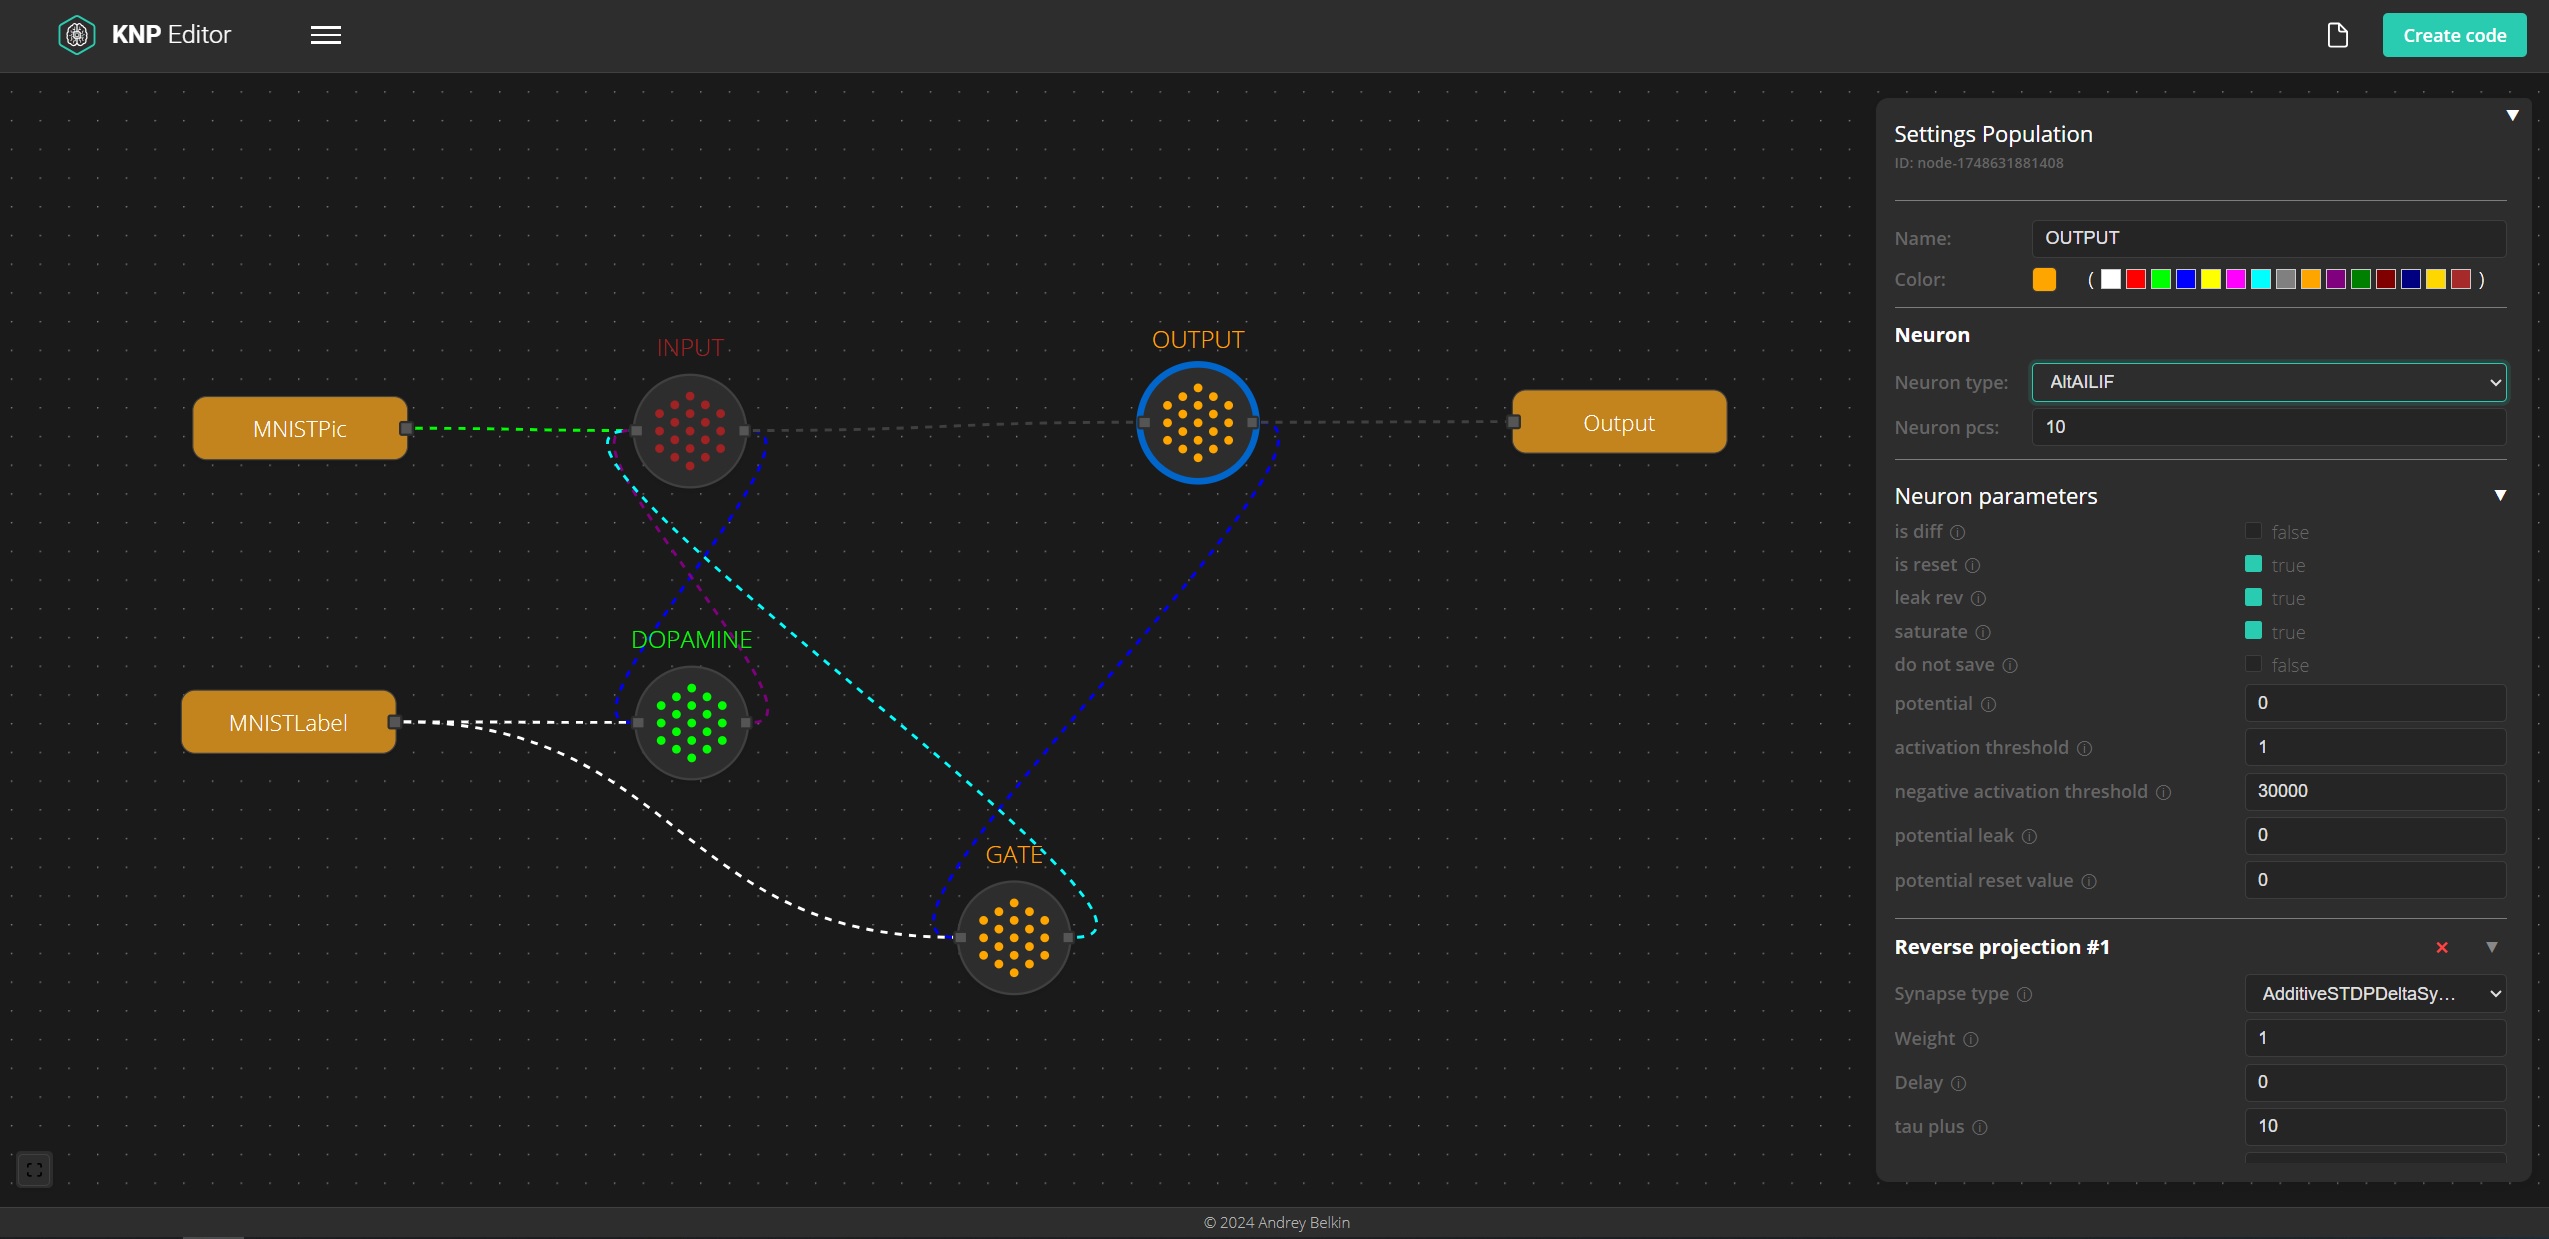 KNP Editor
Create code
Settings Population
ID: node-1748631881408
Name: OUTPUT
Color: ( )
Neuron
Neuron type: AltAILIF
Neuron pcs: 10
Neuron parameters
is diff false
is reset true
leak rev true
saturate true
do not save false
potential 0
activation threshold 1
negative activation threshold 30000
potential leak 0
potential reset value 0
Reverse projection #1
Synapse type AdditiveSTDPDeltaSy...
Weight 1
Delay 0
tau plus 10
INPUT
OUTPUT
MNISTPic
Output
DOPAMINE
MNISTLabel
GATE
© 2024 Andrey Belkin